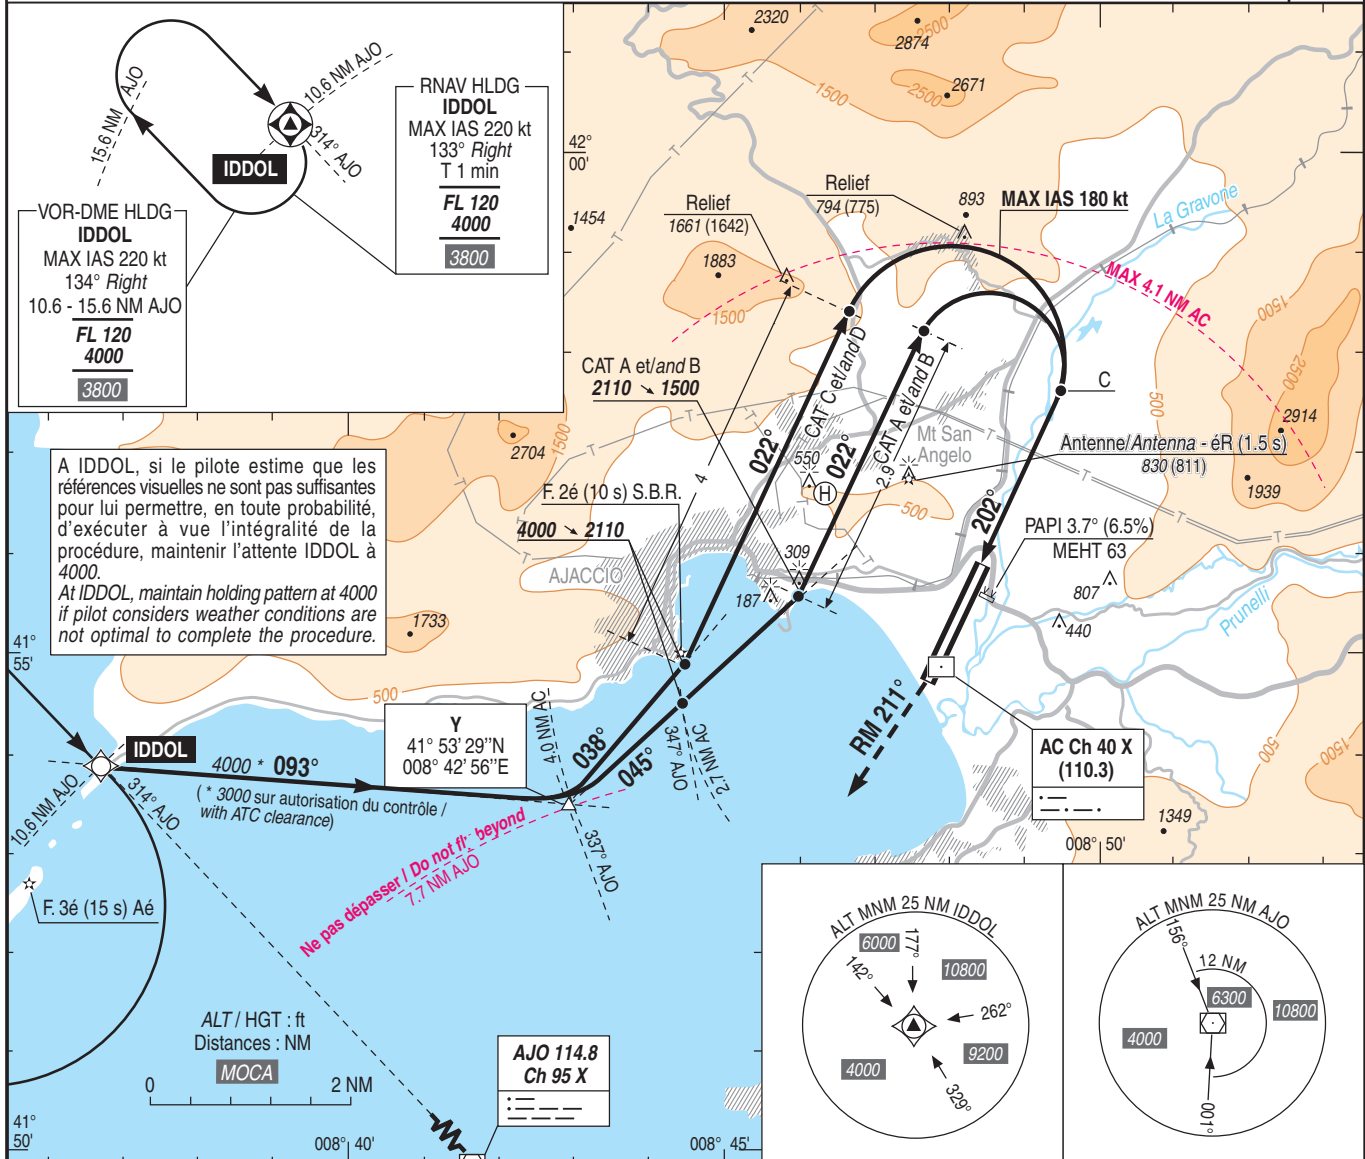 10.6 NM AJO
15.6 NM AJO
314° AJO
IDDOL
VOR-DME HLDG
IDDOL
MAX IAS 220 kt
134° Right
10.6 - 15.6 NM AJO
FL 120
4000
3800
RNAV HLDG
IDDOL
MAX IAS 220 kt
133° Right
T 1 min
FL 120
4000
3800
2320
2874
2500
2671
2500
1500
42°
00'
1454
Relief
1661 (1642)
Relief
794 (775)
893
MAX IAS 180 kt
La Gravone
1883
1500
MAX 4.1 NM AC
1500
2500
2914
1939
500
CAT A et/and B
2110 ↘ 1500
CAT C et/and D
022°
2.9 CAT A et/and B
022°
C
Mt San
Angelo
Antenne/Antenna - éR (1.5 s)
830 (811)
550
H
500
2704
1500
A IDDOL, si le pilote estime que les
références visuelles ne sont pas suffisantes
pour lui permettre, en toute probabilité,
d'exécuter à vue l'intégralité de la
procédure, maintenir l'attente IDDOL à
4000.
At IDDOL, maintain holding pattern at 4000
if pilot considers weather conditions are
not optimal to complete the procedure.
F. 2é (10 s) S.B.R.
4000 ↘ 2110
4
AJACCIO
309
187
202°
PAPI 3.7° (6.5%)
MEHT 63
807
440
Prunelli
1733
41°
55'
500
Y
41° 53' 29''N
008° 42' 56''E
4.0 NM AC
038°
045°
347° AJO
2.7 NM AC
RM 211°
AC Ch 40 X
(110.3)
500
1500
1349
008° 50'
IDDOL
4000 * 093°
( * 3000 sur autorisation du contrôle /
with ATC clearance)
10.6 NM AJO
314° AJO
337° AJO
Ne pas dépasser / Do not fly beyond
7.7 NM AJO
F. 3é (15 s) Aé
ALT / HGT : ft
Distances : NM
MOCA
0 2 NM
AJO 114.8
Ch 95 X
41°
50'
008° 40'
008° 45'
ALT MNM 25 NM IDDOL
6000
177°
142°
10800
262°
9200
4000
329°
ALT MNM 25 NM AJO
156°
12 NM
6300
10800
4000
001°